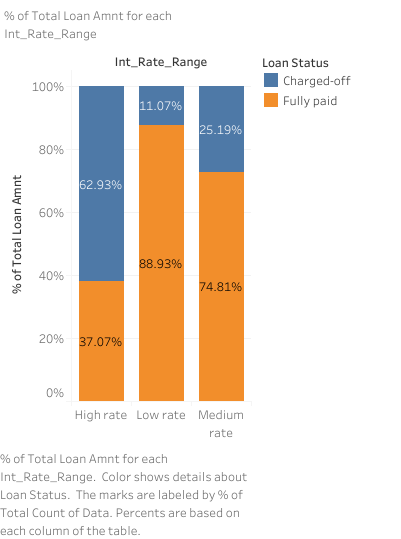 % of Total Loan Amnt for each
Int_Rate_Range
Int_Rate_Range
Loan Status
Charged-off
Fully paid
100%
80%
60%
40%
20%
0%
% of Total Loan Amnt
62.93%
11.07%
25.19%
37.07%
88.93%
74.81%
High rate
Low rate
Medium
rate
% of Total Loan Amnt for each
Int_Rate_Range. Color shows details about
Loan Status. The marks are labeled by % of
Total Count of Data. Percents are based on
each column of the table.